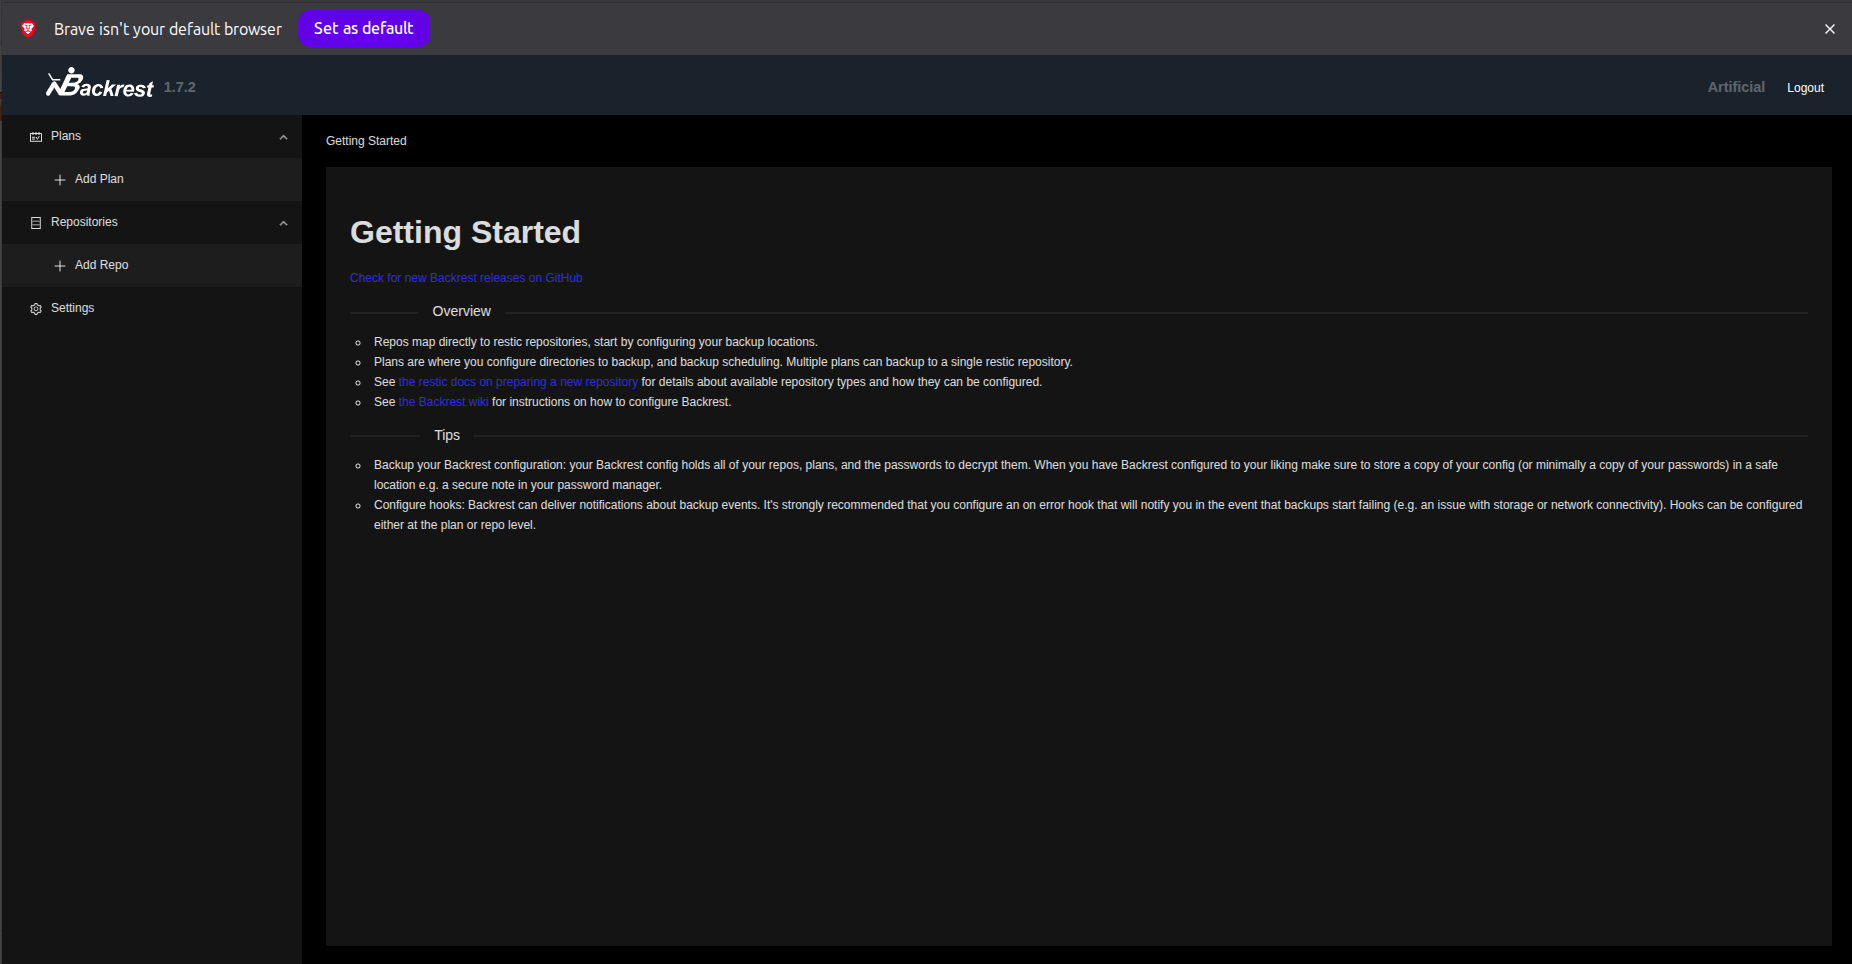 Brave isn't your default browser
Set as default
Backrest 1.7.2
Artificial
Logout
Plans
Add Plan
Repositories
Add Repo
Settings
Getting Started
Getting Started
Check for new Backrest releases on GitHub
Overview
Repos map directly to restic repositories, start by configuring your backup locations.
Plans are where you configure directories to backup, and backup scheduling. Multiple plans can backup to a single restic repository.
See the restic docs on preparing a new repository for details about available repository types and how they can be configured.
See the Backrest wiki for instructions on how to configure Backrest.
Tips
Backup your Backrest configuration: your Backrest config holds all of your repos, plans, and the passwords to decrypt them. When you have Backrest configured to your liking make sure to store a copy of your config (or minimally a copy of your passwords) in a safe
location e.g. a secure note in your password manager.
Configure hooks: Backrest can deliver notifications about backup events. It's strongly recommended that you configure an on error hook that will notify you in the event that backups start failing (e.g. an issue with storage or network connectivity). Hooks can be configured
either at the plan or repo level.